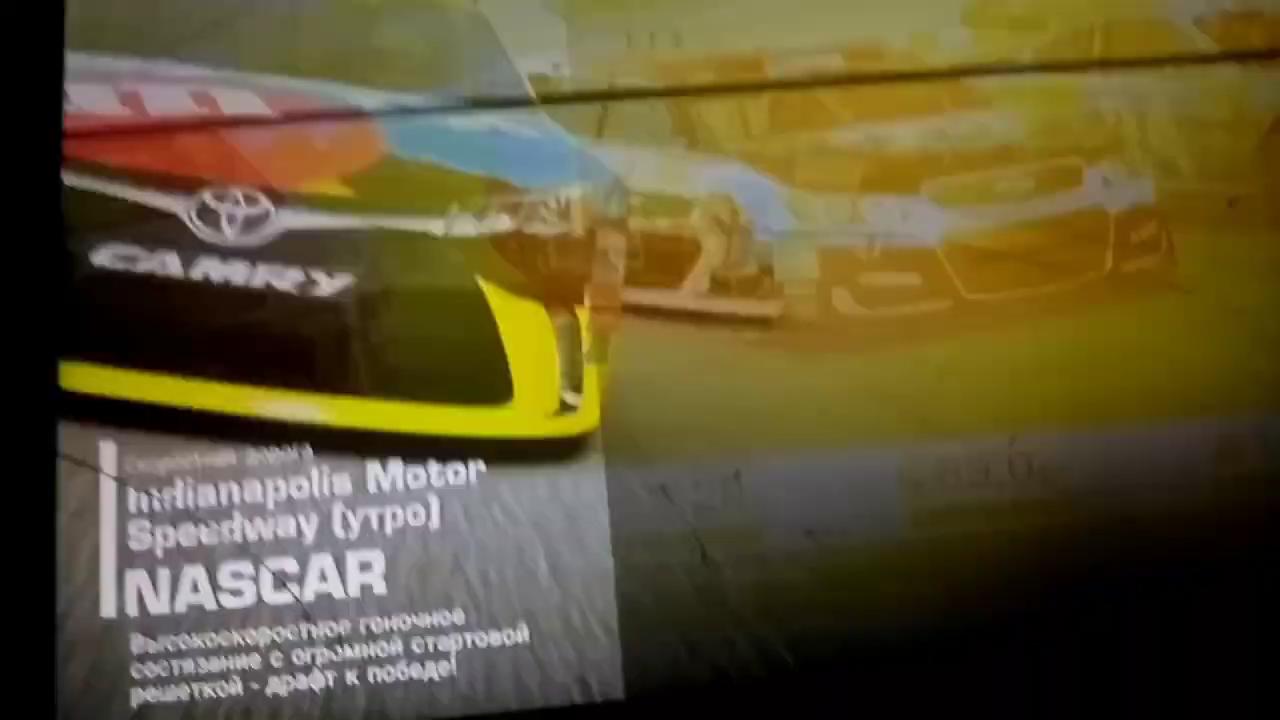 CAMRY
Indianapolis Motor
Speedway (утро)
NASCAR
Высокоскоростное гоночное
состязание с огромной стартовой
решеткой - драфт к победе!